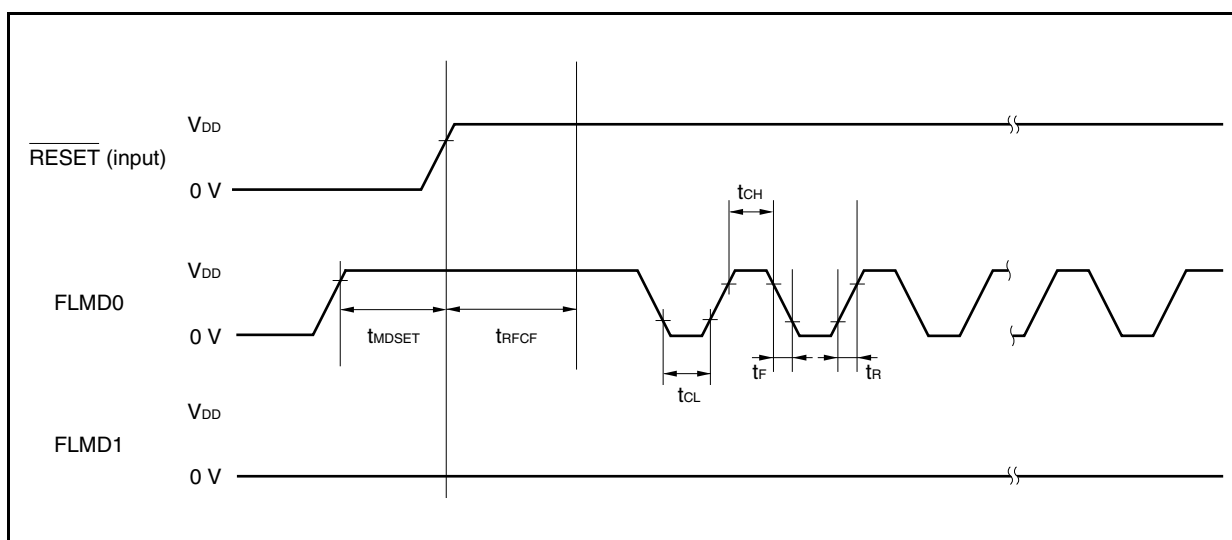 VDD
RESET (input)
0 V
tCH
VDD
FLMD0
tMDSET
tRFCF
0 V
tF
tR
tCL
VDD
FLMD1
0 V